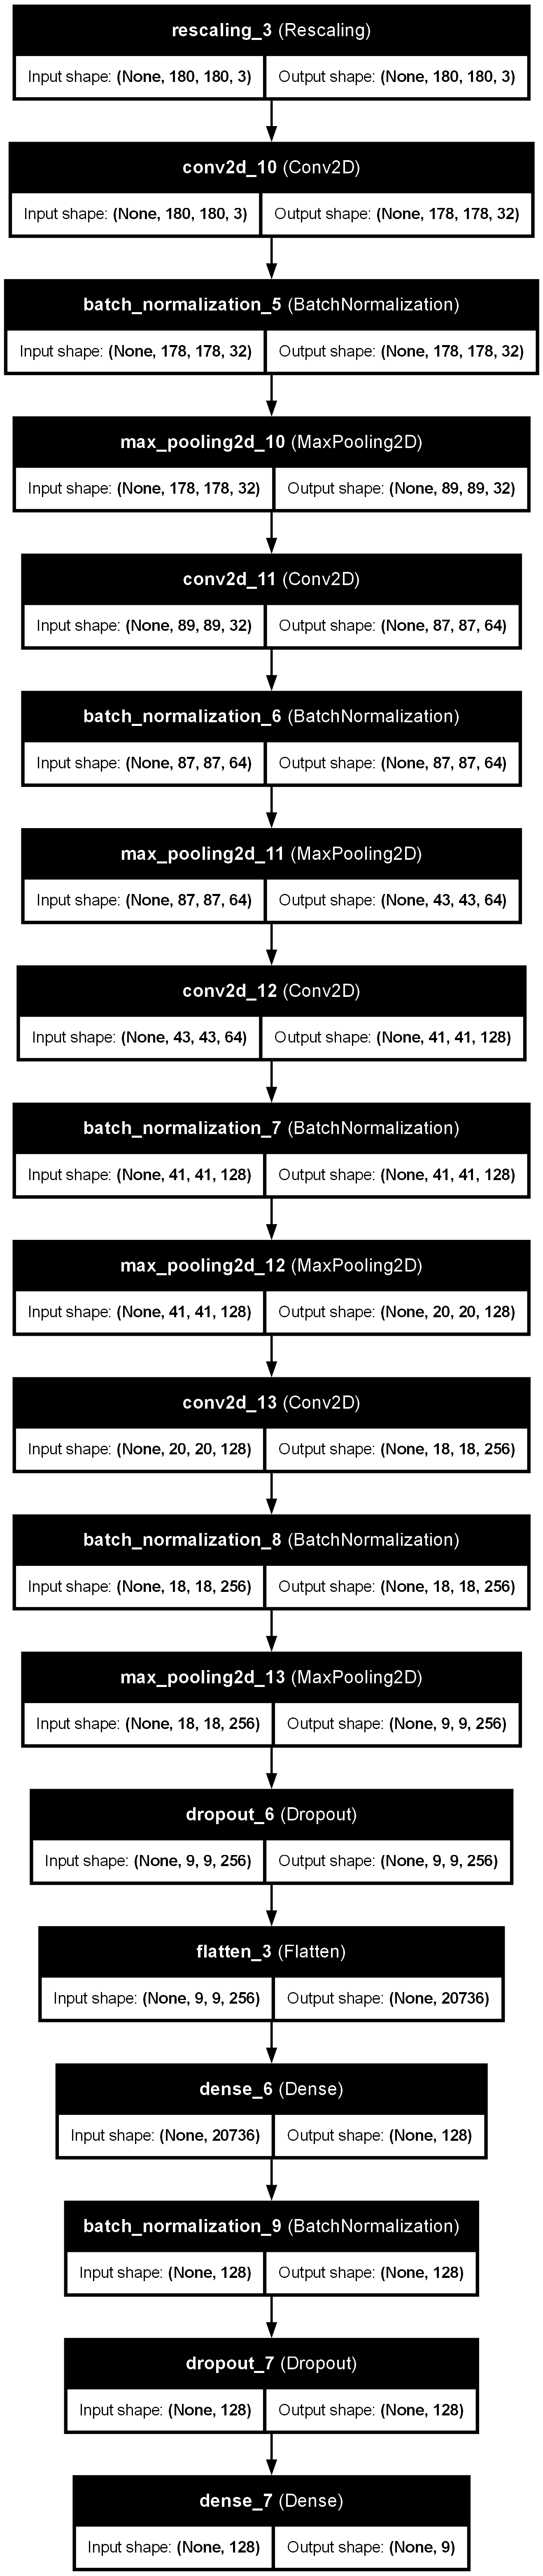 rescaling_3 (Rescaling)
Input shape: (None, 180, 180, 3) Output shape: (None, 180, 180, 3)
conv2d_10 (Conv2D)
Input shape: (None, 180, 180, 3) Output shape: (None, 178, 178, 32)
batch_normalization_5 (BatchNormalization)
Input shape: (None, 178, 178, 32) Output shape: (None, 178, 178, 32)
max_pooling2d_10 (MaxPooling2D)
Input shape: (None, 178, 178, 32) Output shape: (None, 89, 89, 32)
conv2d_11 (Conv2D)
Input shape: (None, 89, 89, 32) Output shape: (None, 87, 87, 64)
batch_normalization_6 (BatchNormalization)
Input shape: (None, 87, 87, 64) Output shape: (None, 87, 87, 64)
max_pooling2d_11 (MaxPooling2D)
Input shape: (None, 87, 87, 64) Output shape: (None, 43, 43, 64)
conv2d_12 (Conv2D)
Input shape: (None, 43, 43, 64) Output shape: (None, 41, 41, 128)
batch_normalization_7 (BatchNormalization)
Input shape: (None, 41, 41, 128) Output shape: (None, 41, 41, 128)
max_pooling2d_12 (MaxPooling2D)
Input shape: (None, 41, 41, 128) Output shape: (None, 20, 20, 128)
conv2d_13 (Conv2D)
Input shape: (None, 20, 20, 128) Output shape: (None, 18, 18, 256)
batch_normalization_8 (BatchNormalization)
Input shape: (None, 18, 18, 256) Output shape: (None, 18, 18, 256)
max_pooling2d_13 (MaxPooling2D)
Input shape: (None, 18, 18, 256) Output shape: (None, 9, 9, 256)
dropout_6 (Dropout)
Input shape: (None, 9, 9, 256) Output shape: (None, 9, 9, 256)
flatten_3 (Flatten)
Input shape: (None, 9, 9, 256) Output shape: (None, 20736)
dense_6 (Dense)
Input shape: (None, 20736) Output shape: (None, 128)
batch_normalization_9 (BatchNormalization)
Input shape: (None, 128) Output shape: (None, 128)
dropout_7 (Dropout)
Input shape: (None, 128) Output shape: (None, 128)
dense_7 (Dense)
Input shape: (None, 128) Output shape: (None, 9)